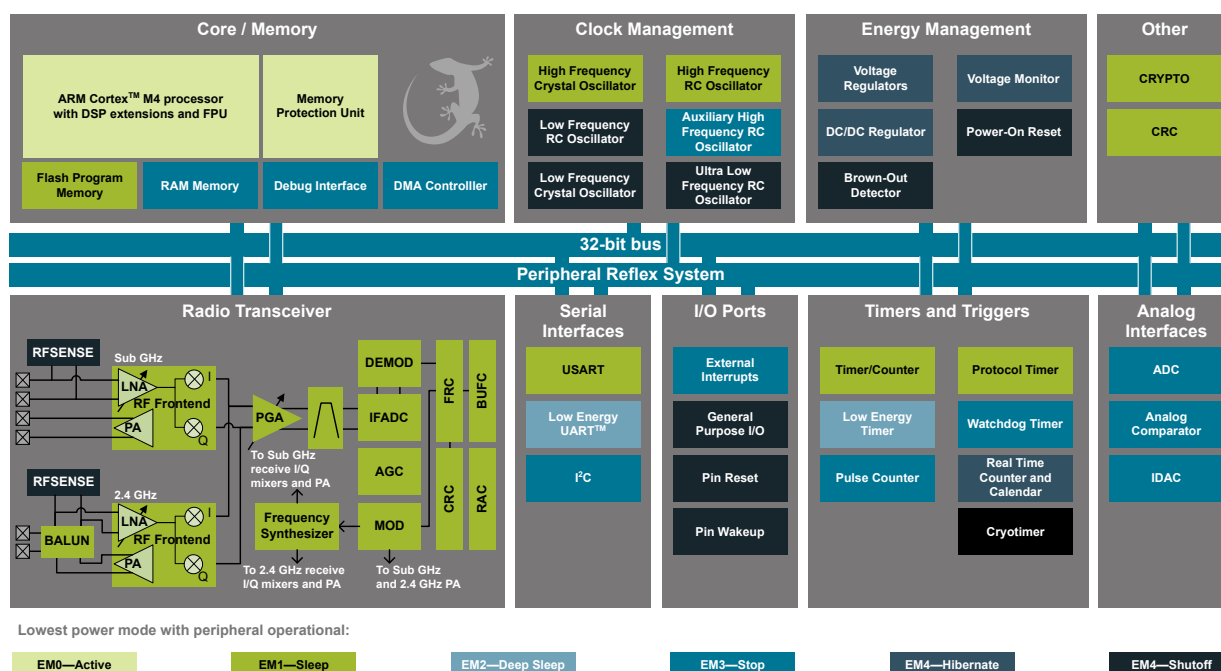 Core / Memory
ARM Cortex™ M4 processor
with DSP extensions and FPU
Memory
Protection Unit
Flash Program
Memory
RAM Memory
Debug Interface
DMA Controlller
Clock Management
High Frequency
Crystal Oscillator
High Frequency
RC Oscillator
Low Frequency
RC Oscillator
Auxiliary High
Frequency RC
Oscillator
Low Frequency
Crystal Oscillator
Ultra Low
Frequency RC
Oscillator
Energy Management
Voltage
Regulators
Voltage Monitor
DC/DC Regulator
Power-On Reset
Brown-Out
Detector
Other
CRYPTO
CRC
32-bit bus
Peripheral Reflex System
Radio Transceiver
RFSENSE
Sub GHz
LNA
RF Frontend
PA
I
Q
PGA
DEMOD
IFADC
AGC
MOD
FRC
BUFC
CRC
RAC
To Sub GHz
receive I/Q
mixers and PA
Frequency
Synthesizer
To 2.4 GHz receive
I/Q mixers and PA
To Sub GHz
and 2.4 GHz PA
RFSENSE
2.4 GHz
LNA
RF Frontend
PA
I
Q
BALUN
Serial
Interfaces
USART
Low Energy
UART™
I²C
I/O Ports
External
Interrupts
General
Purpose I/O
Pin Reset
Pin Wakeup
Timers and Triggers
Timer/Counter
Protocol Timer
Low Energy
Timer
Watchdog Timer
Pulse Counter
Real Time
Counter and
Calendar
Cryotimer
Analog
Interfaces
ADC
Analog
Comparator
IDAC
Lowest power mode with peripheral operational:
EM0—Active
EM1—Sleep
EM2—Deep Sleep
EM3—Stop
EM4—Hibernate
EM4—Shutoff